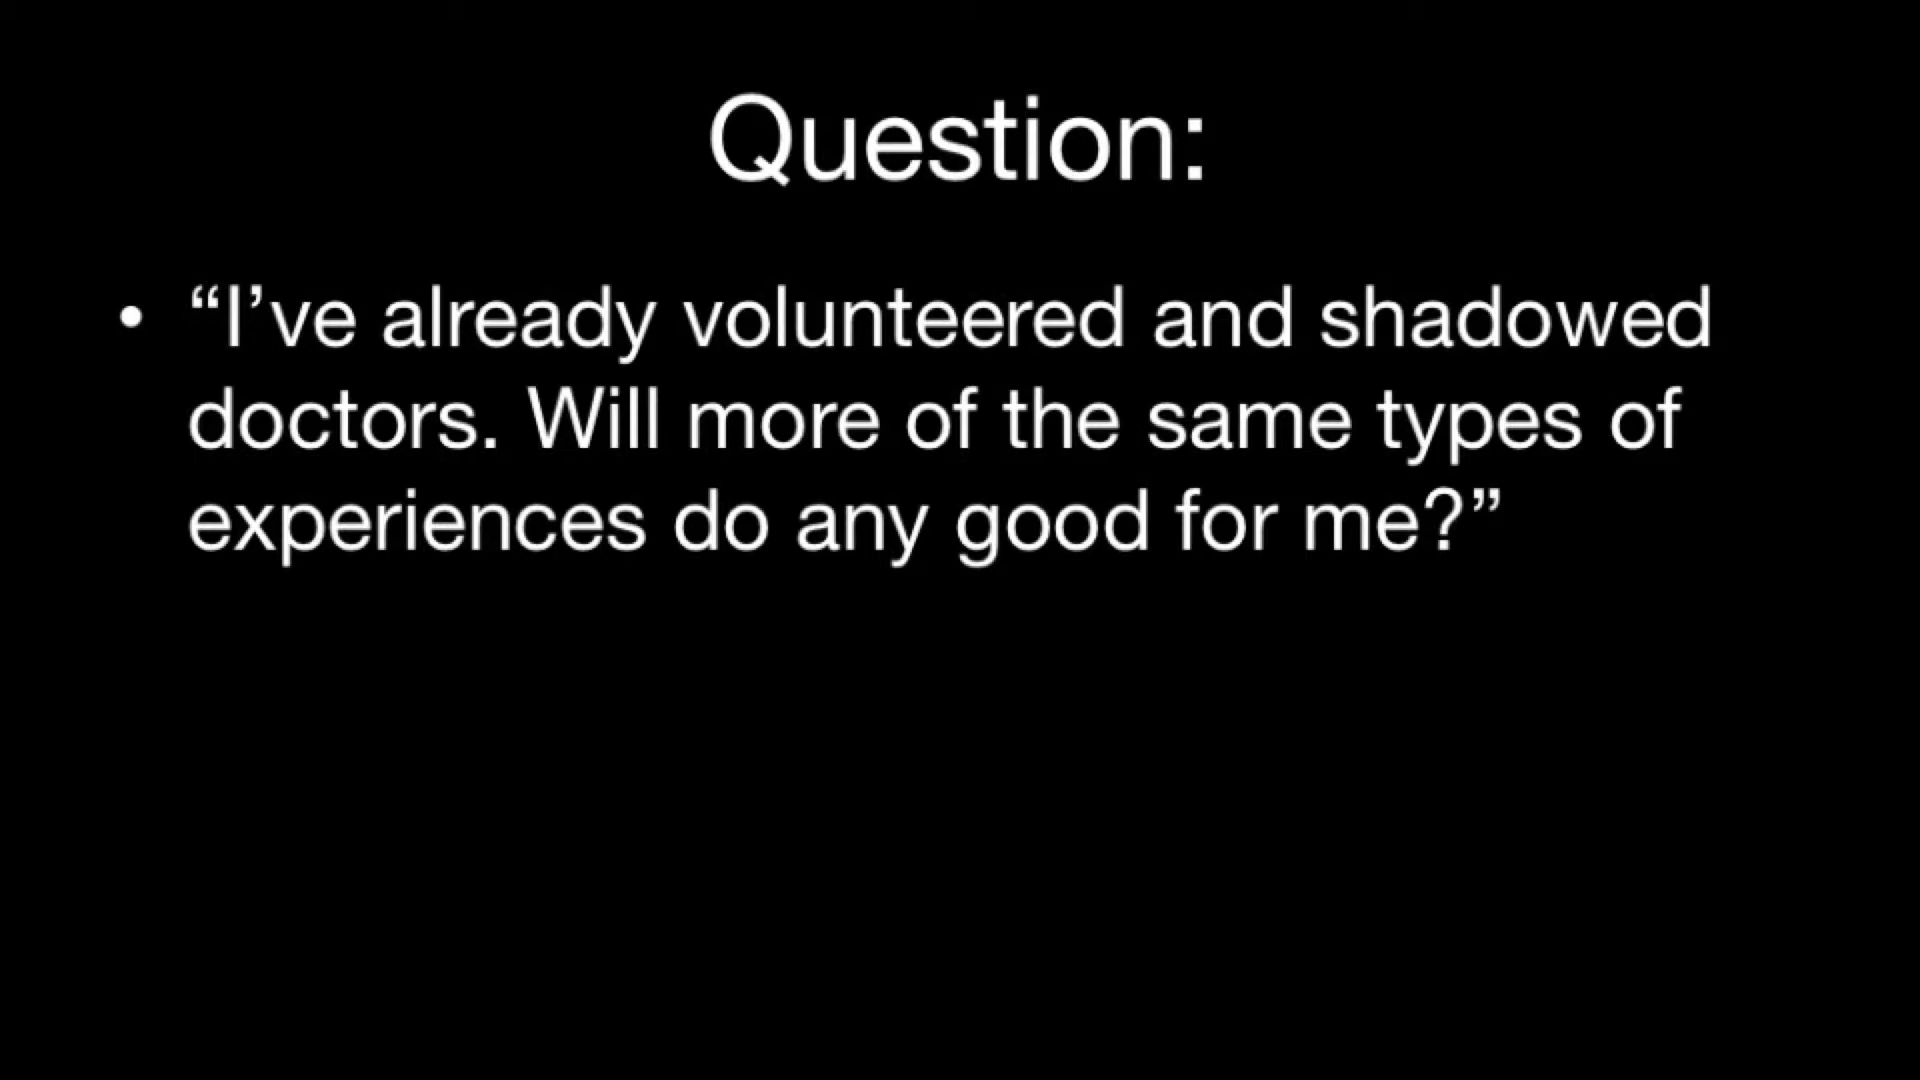 Question:
• “I’ve already volunteered and shadowed
doctors. Will more of the same types of
experiences do any good for me?”